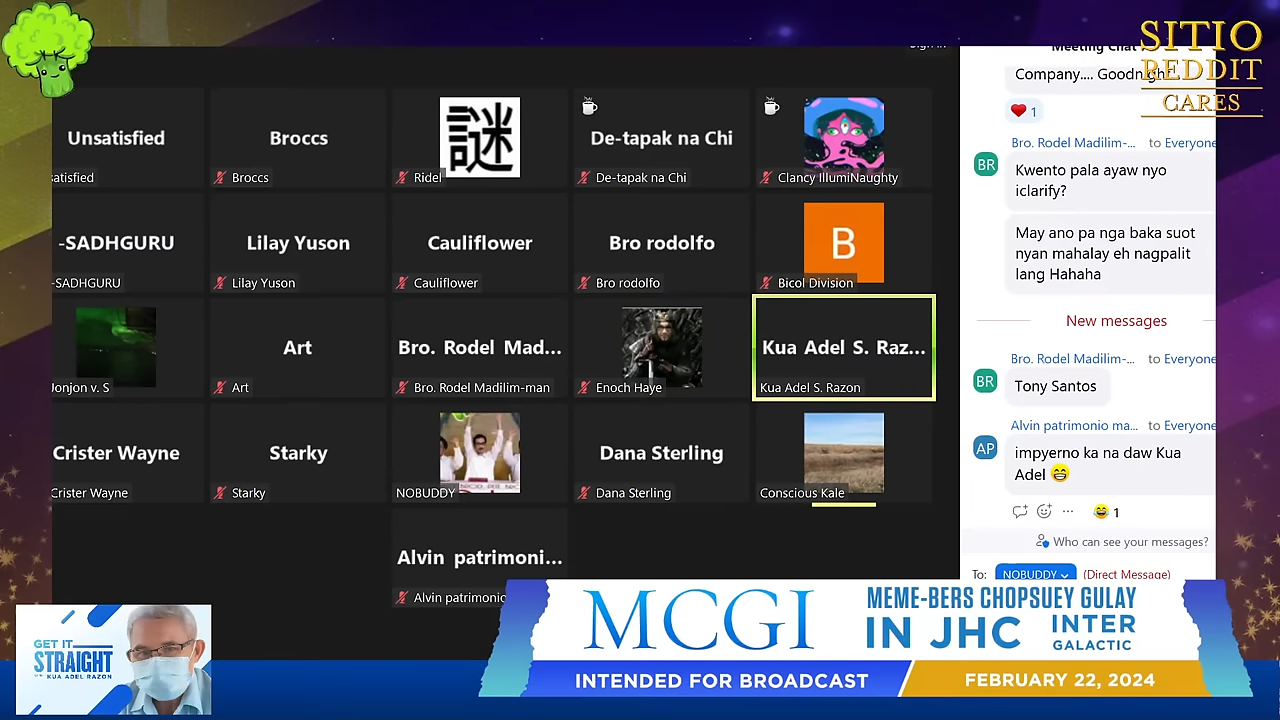 Sign in
SITIO
REDDIT
CARES
Unsatisfied
satisfied
Broccs
Broccs
謎
Ridel
De-tapak na Chi
De-tapak na Chi
Clancy IllumiNaughty
-SADHGURU
-SADHGURU
Lilay Yuson
Lilay Yuson
Cauliflower
Cauliflower
Bro rodolfo
Bro rodolfo
B
Bicol Division
Jonjon v. S
Art
Art
Bro. Rodel Mad...
Bro. Rodel Madilim-man
Enoch Haye
Kua Adel S. Raz...
Kua Adel S. Razon
Crister Wayne
Crister Wayne
Starky
Starky
NOBUDDY
Dana Sterling
Dana Sterling
Conscious Kale
Alvin patrimoni...
Alvin patrimonio
Meeting Chat
Company.... Goodnight
1
Bro. Rodel Madilim-... to Everyone
BR
Kwento pala ayaw nyo
iclarify?
May ano pa nga baka suot
nyan mahalay eh nagpalit
lang Hahaha
New messages
Bro. Rodel Madilim-... to Everyone
BR
Tony Santos
Alvin patrimonio ma... to Everyone
AP
impyerno ka na daw Kua
Adel 😁
😂 1
Who can see your messages?
To: NOBUDDY (Direct Message)
GET IT
STRAIGHT
KUA ADEL RAZON
MCGI
MEME-BERS CHOPSUEY GULAY
IN JHC INTER
GALACTIC
INTENDED FOR BROADCAST
FEBRUARY 22, 2024